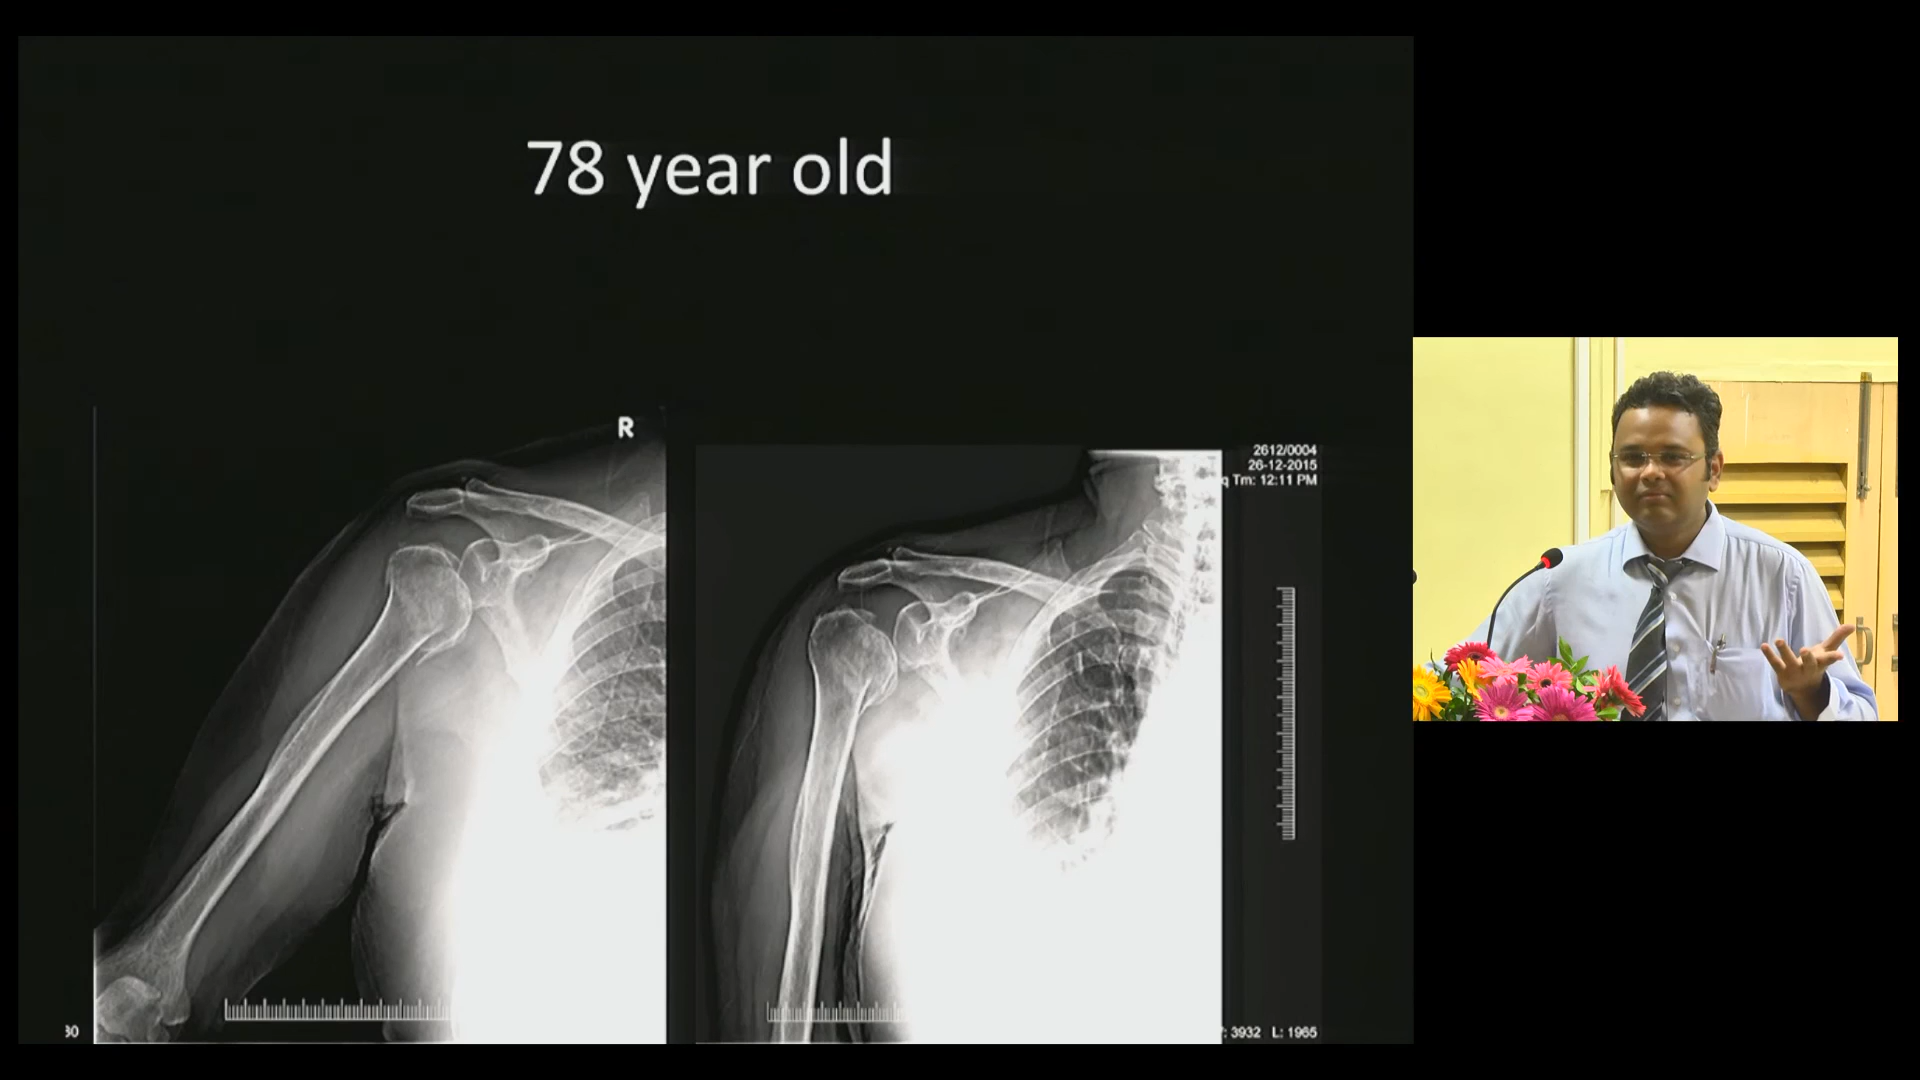 78 year old
R
2612/0004
26-12-2015
q Tm: 12:11 PM
30
: 3932 L: 1965